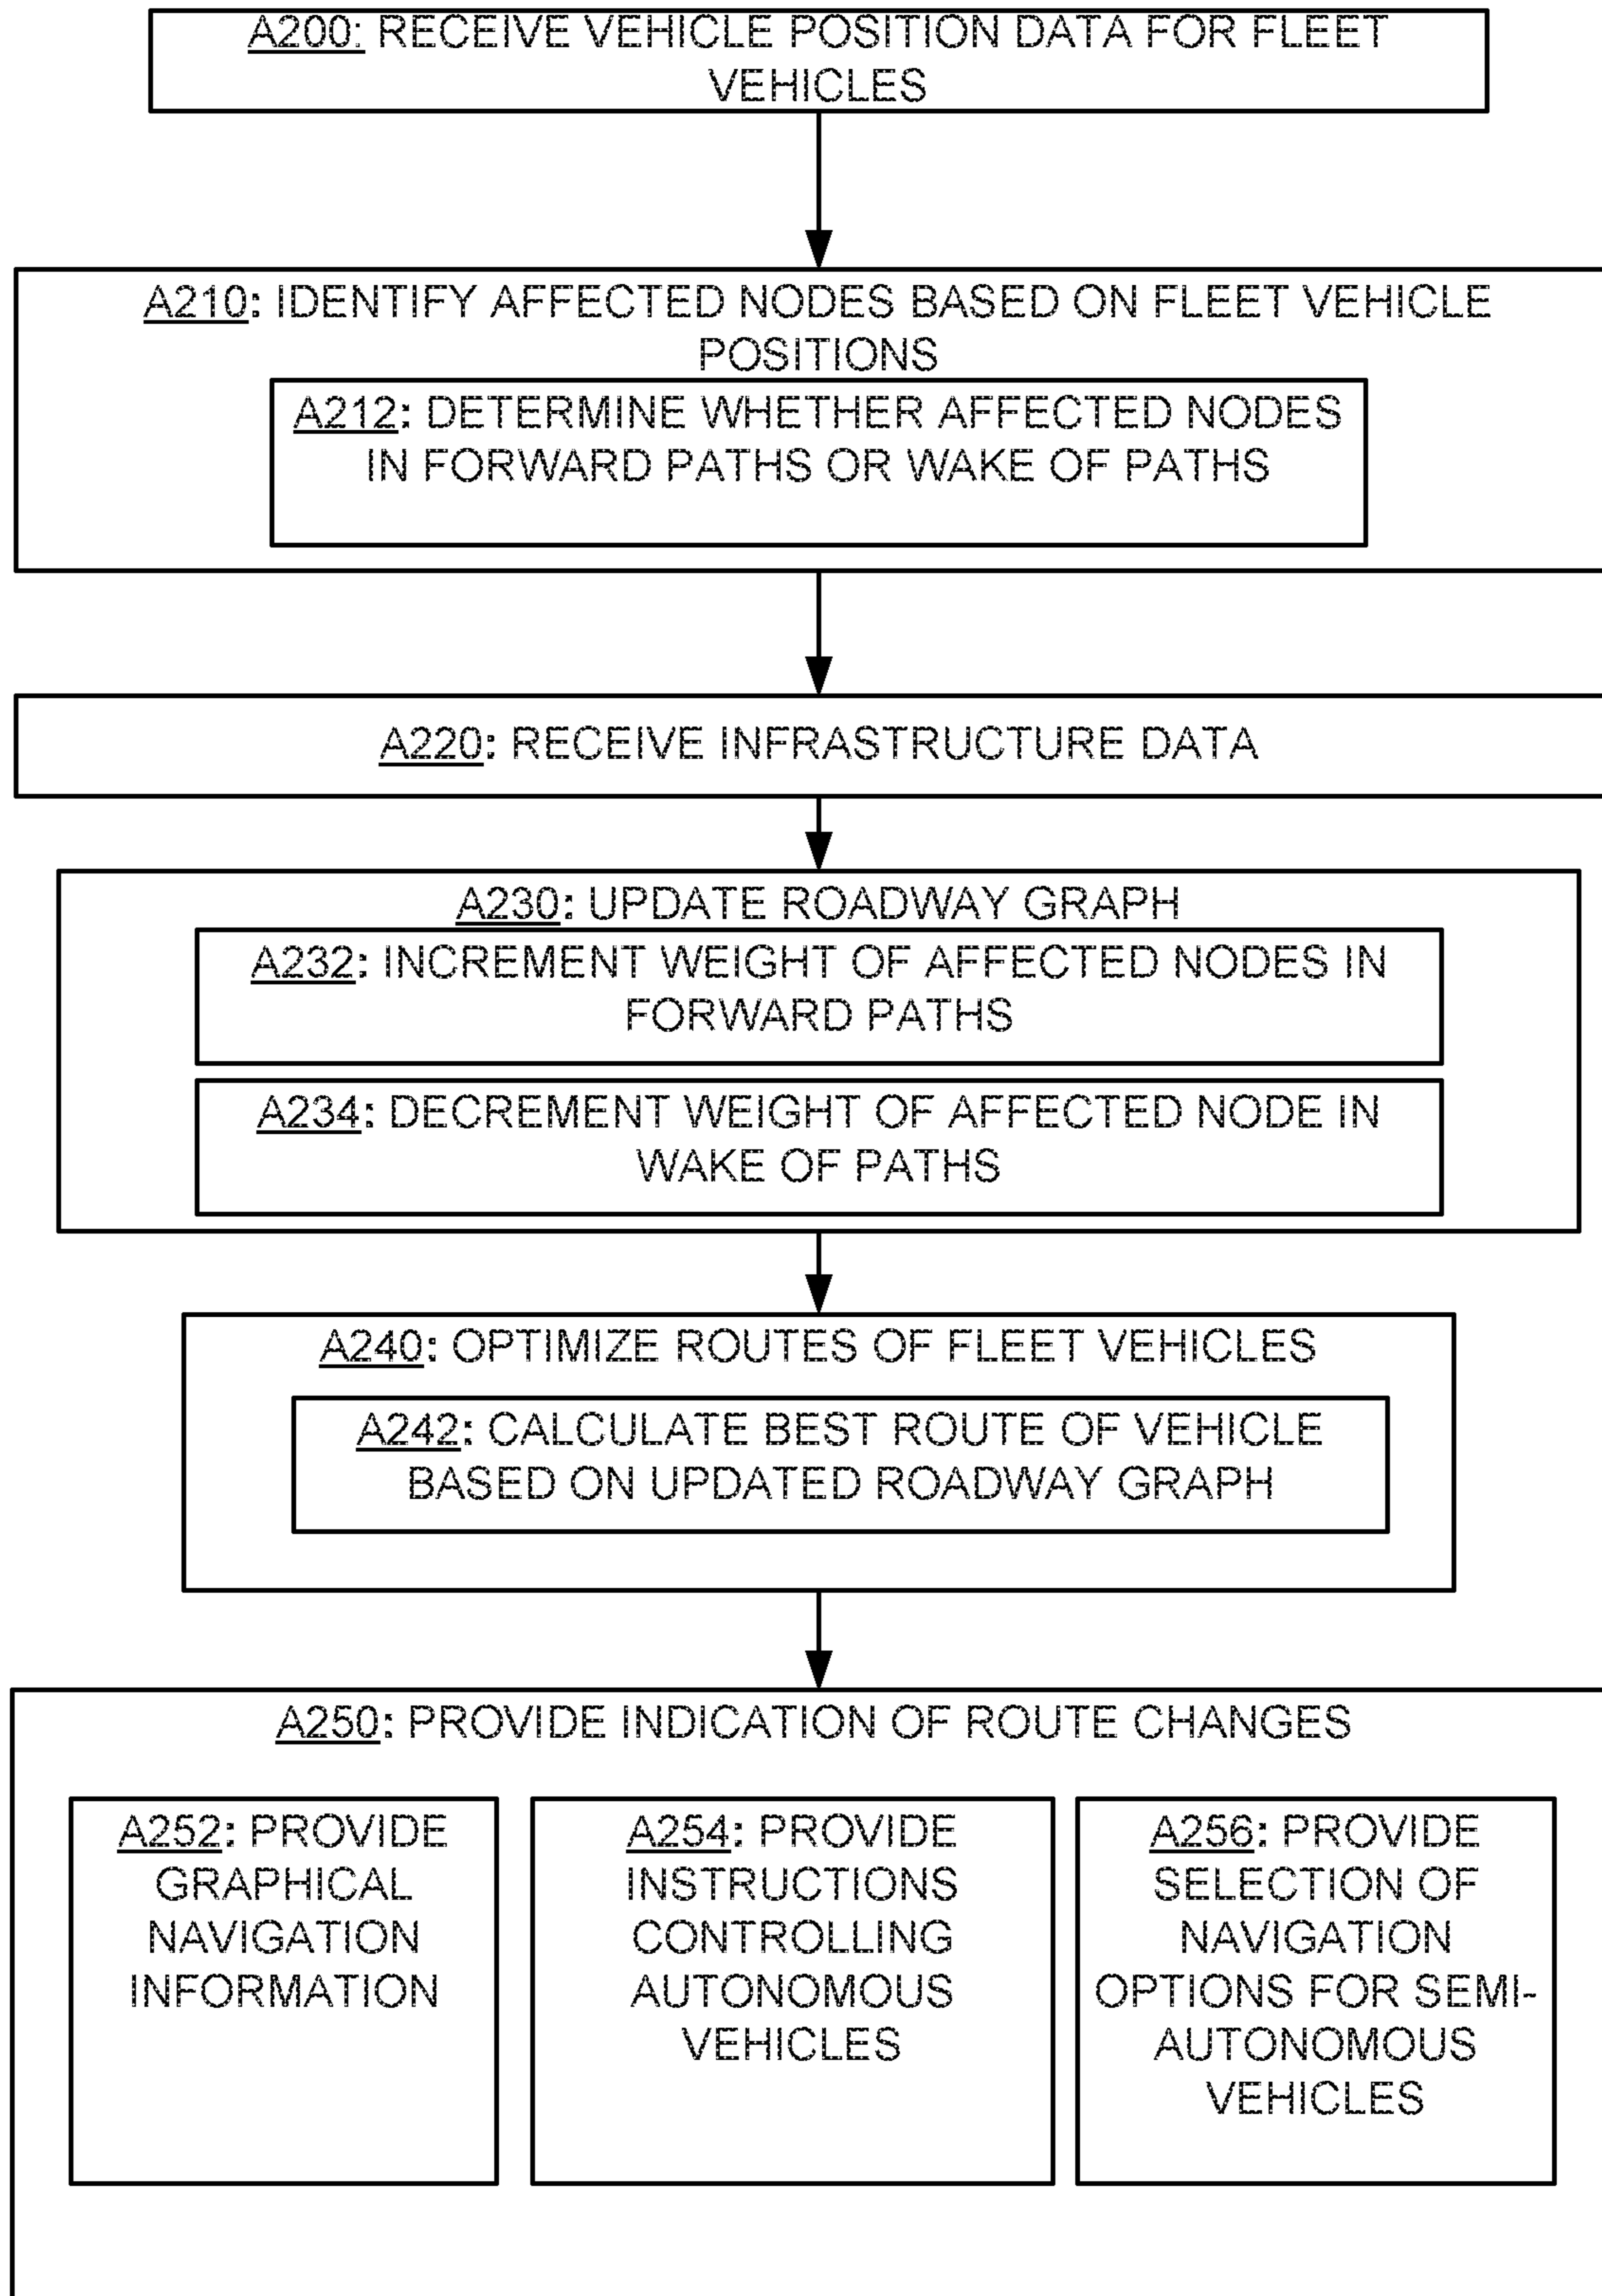 A200: RECEIVE VEHICLE POSITION DATA FOR FLEET
VEHICLES
A210: IDENTIFY AFFECTED NODES BASED ON FLEET VEHICLE
POSITIONS
A212: DETERMINE WHETHER AFFECTED NODES
IN FORWARD PATHS OR WAKE OF PATHS
A220: RECEIVE INFRASTRUCTURE DATA
A230: UPDATE ROADWAY GRAPH
A232: INCREMENT WEIGHT OF AFFECTED NODES IN
FORWARD PATHS
A234: DECREMENT WEIGHT OF AFFECTED NODE IN
WAKE OF PATHS
A240: OPTIMIZE ROUTES OF FLEET VEHICLES
A242: CALCULATE BEST ROUTE OF VEHICLE
BASED ON UPDATED ROADWAY GRAPH
A250: PROVIDE INDICATION OF ROUTE CHANGES
A252: PROVIDE
GRAPHICAL
NAVIGATION
INFORMATION
A254: PROVIDE
INSTRUCTIONS
CONTROLLING
AUTONOMOUS
VEHICLES
A256: PROVIDE
SELECTION OF
NAVIGATION
OPTIONS FOR SEMI-
AUTONOMOUS
VEHICLES